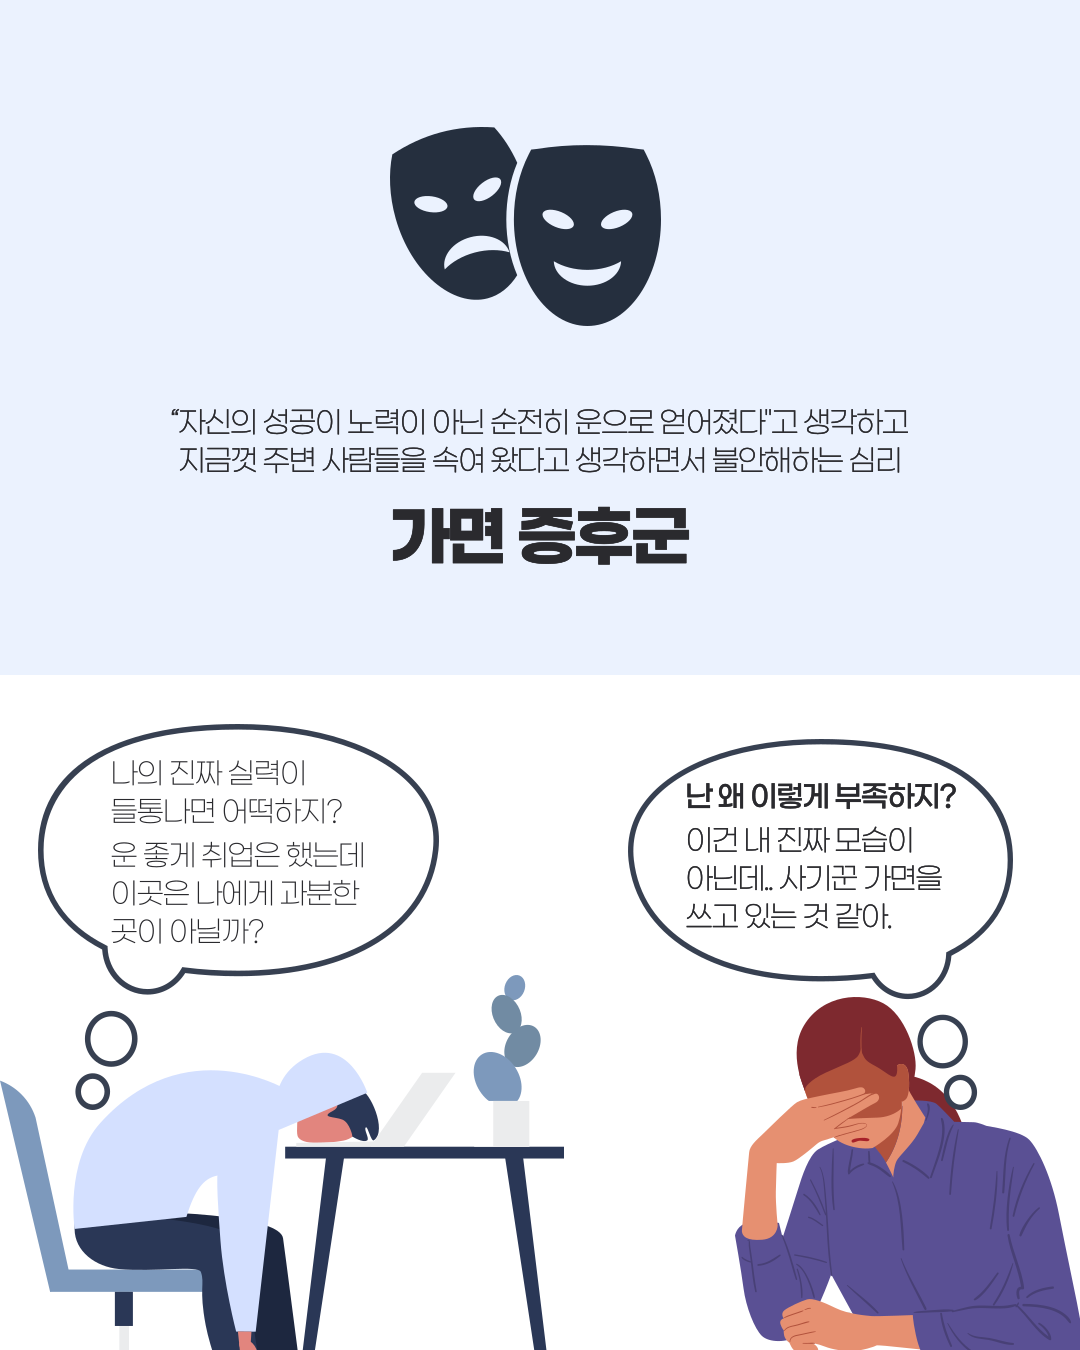 “자신의 성공이 노력이 아닌 순전히 운으로 얻어졌다"고 생각하고
지금껏 주변 사람들을 속여 왔다고 생각하면서 불안해하는 심리
가면 증후군
나의 진짜 실력이
들통나면 어떡하지?
운 좋게 취업은 했는데
이곳은 나에게 과분한
곳이 아닐까?
난 왜 이렇게 부족하지?
이건 내 진짜 모습이
아닌데.. 사기꾼 가면을
쓰고 있는 것 같아.